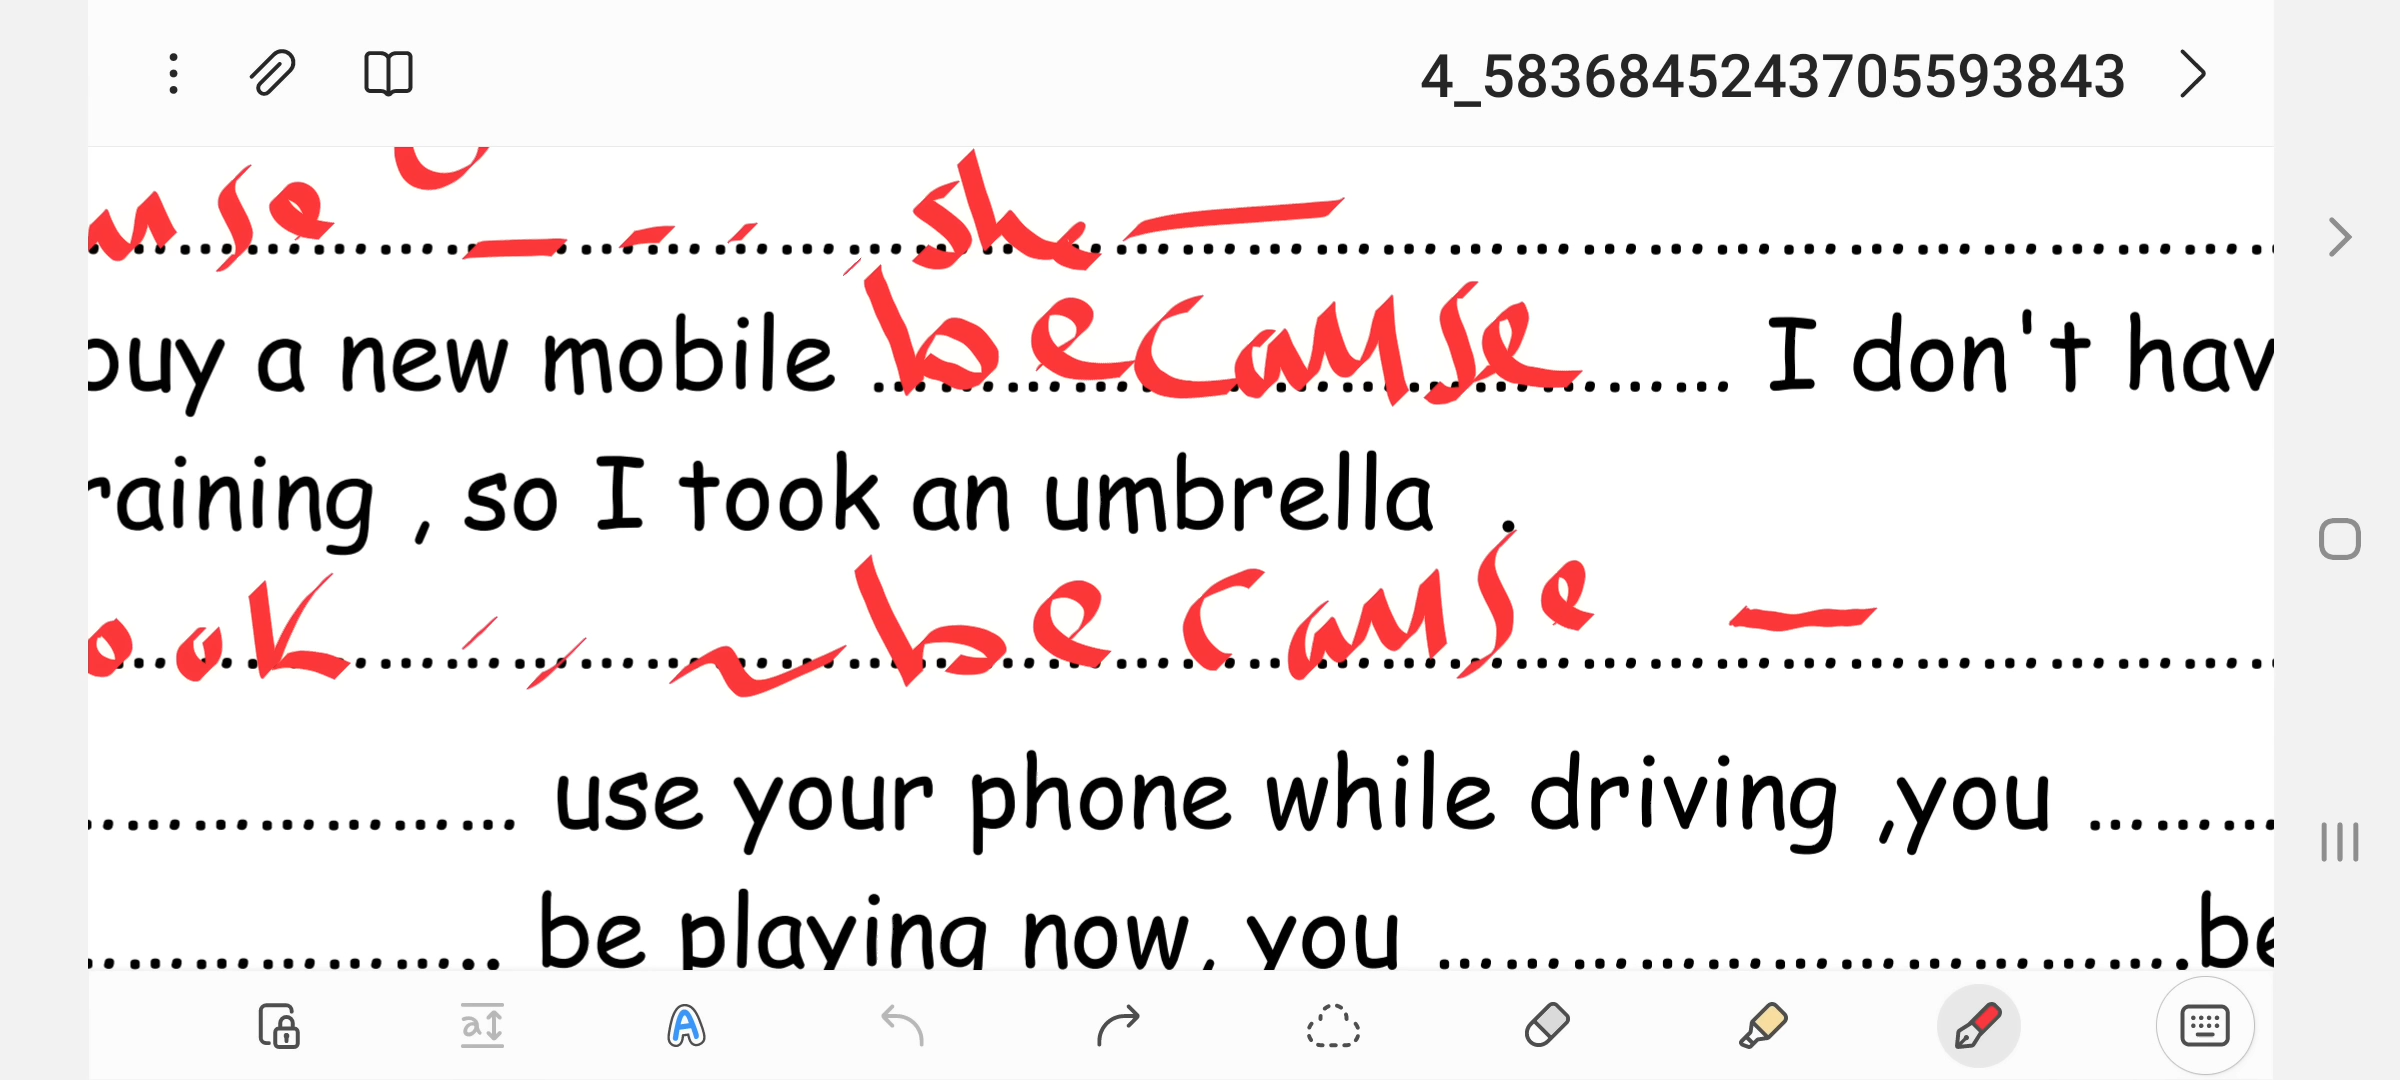 4_5836845243705593843
use she
buy a new mobile because I don't hav
raining , so I took an umbrella .
ook because
use your phone while driving ,you
be playing now, you be